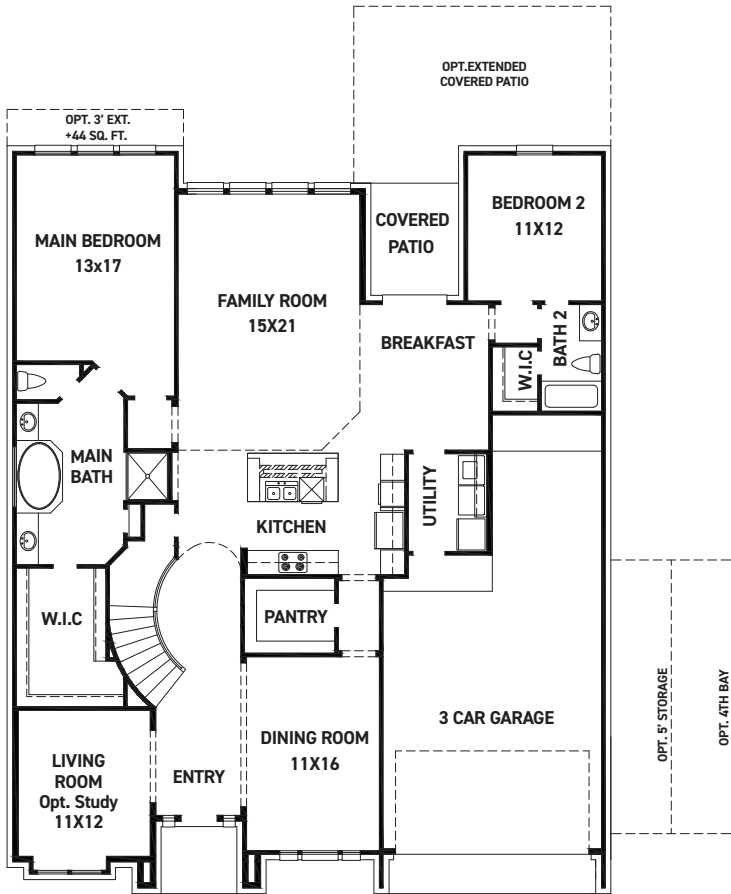 OPT.EXTENDED
COVERED PATIO
OPT. 3' EXT.
+44 SQ. FT.
BEDROOM 2
11X12
COVERED
PATIO
MAIN BEDROOM
13x17
FAMILY ROOM
15X21
BREAKFAST
BATH 2
W.I.C
MAIN
BATH
UTILITY
KITCHEN
W.I.C
PANTRY
3 CAR GARAGE
OPT. 5' STORAGE
OPT. 4TH BAY
DINING ROOM
11X16
ENTRY
LIVING
ROOM
Opt. Study
11X12